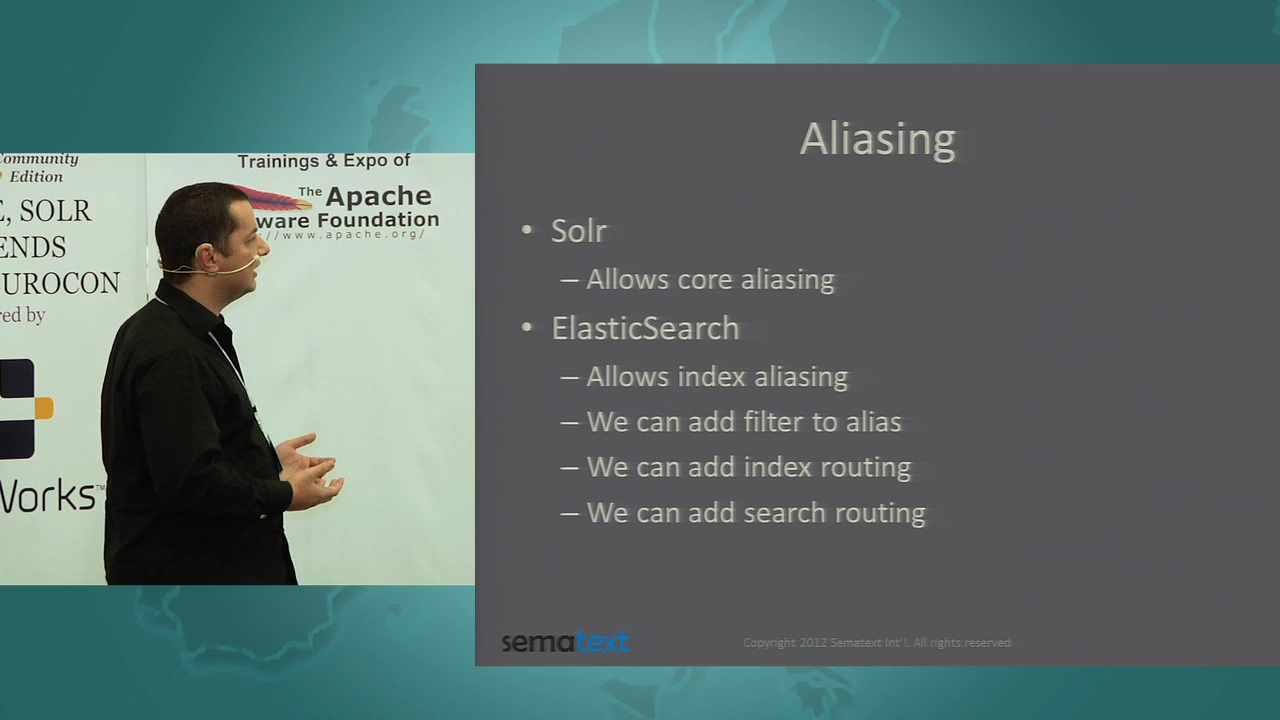 Community
Edition
E, SOLR
ENDS
UROCON
red by
Works™
Trainings & Expo of
The Apache
ware Foundation
//www.apache.org/
Aliasing
• Solr
– Allows core aliasing
• ElasticSearch
– Allows index aliasing
– We can add filter to alias
– We can add index routing
– We can add search routing
sematext
Copyright 2012 Sematext Int'l. All rights reserved